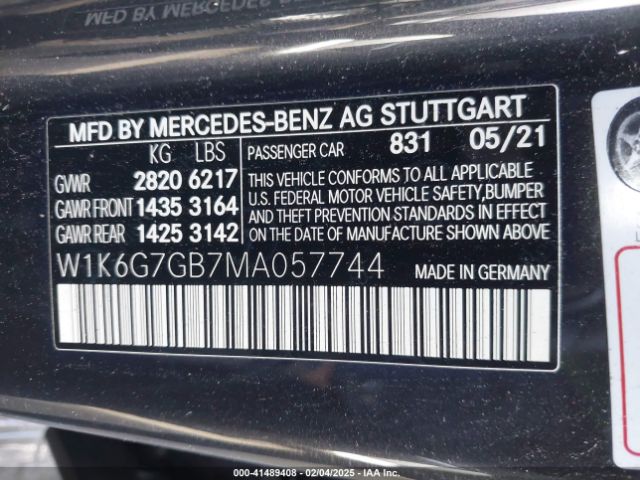 MFD BY MERCEDES-BENZ AG STUTTGART
KG LBS PASSENGER CAR 831 05/21
GVWR 2820 6217
GAWR FRONT 1435 3164
GAWR REAR 1425 3142
THIS VEHICLE CONFORMS TO ALL APPLICABLE
U.S. FEDERAL MOTOR VEHICLE SAFETY,BUMPER
AND THEFT PREVENTION STANDARDS IN EFFECT
ON THE DATE OF MANUFACTURE SHOWN ABOVE.
W1K6G7GB7MA057744 MADE IN GERMANY
000-41489408 - 02/04/2025 - IAA Inc.